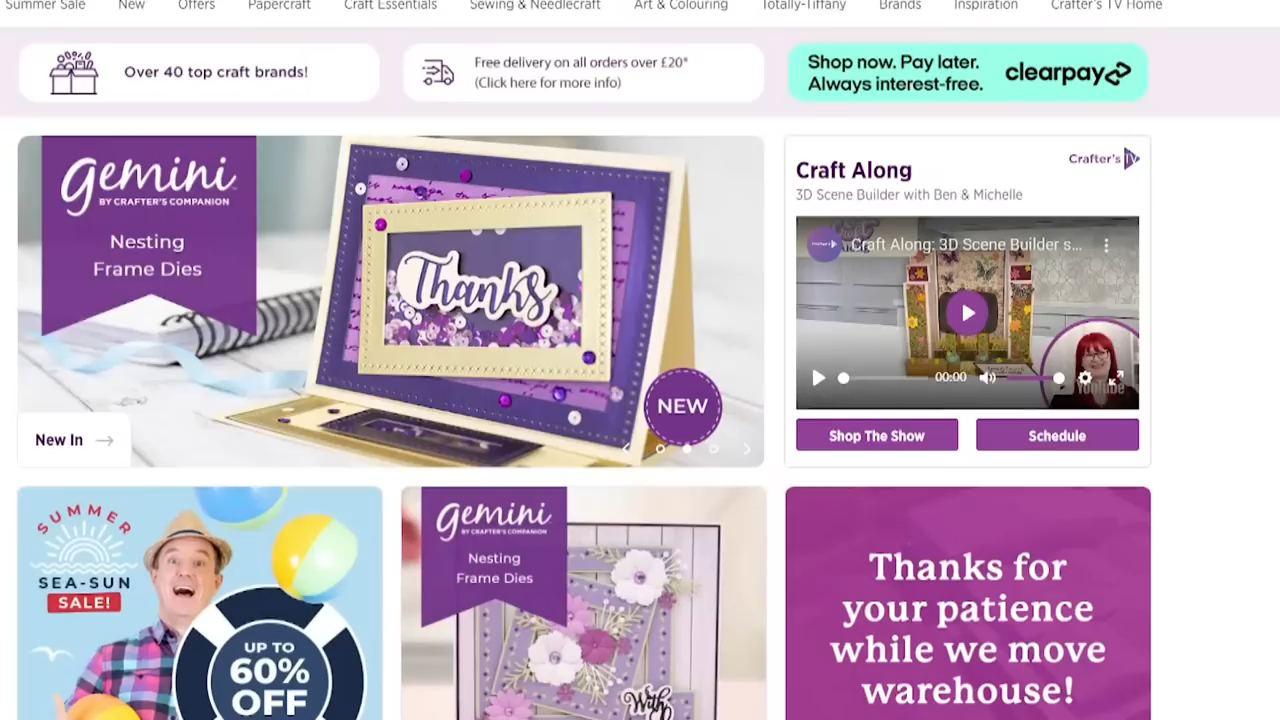 Summer Sale New Offers Papercraft Craft Essentials Sewing & Needlecraft Art & Colouring Totally-Tiffany Brands Inspiration Crafter's TV Home
Over 40 top craft brands!
Free delivery on all orders over £20*
(Click here for more info)
Shop now. Pay later.
Always interest-free.
clearpay
gemini
BY CRAFTER'S COMPANION
Nesting
Frame Dies
Thanks
NEW
New In
Crafter's TV
Craft Along
3D Scene Builder with Ben & Michelle
Craft Along: 3D Scene Builder s...
00:00
YouTube
Shop The Show
Schedule
SUMMER
SEA-SUN
SALE!
UP TO
60%
OFF
gemini
BY CRAFTER'S COMPANION
Nesting
Frame Dies
With
Thanks for
your patience
while we move
warehouse!